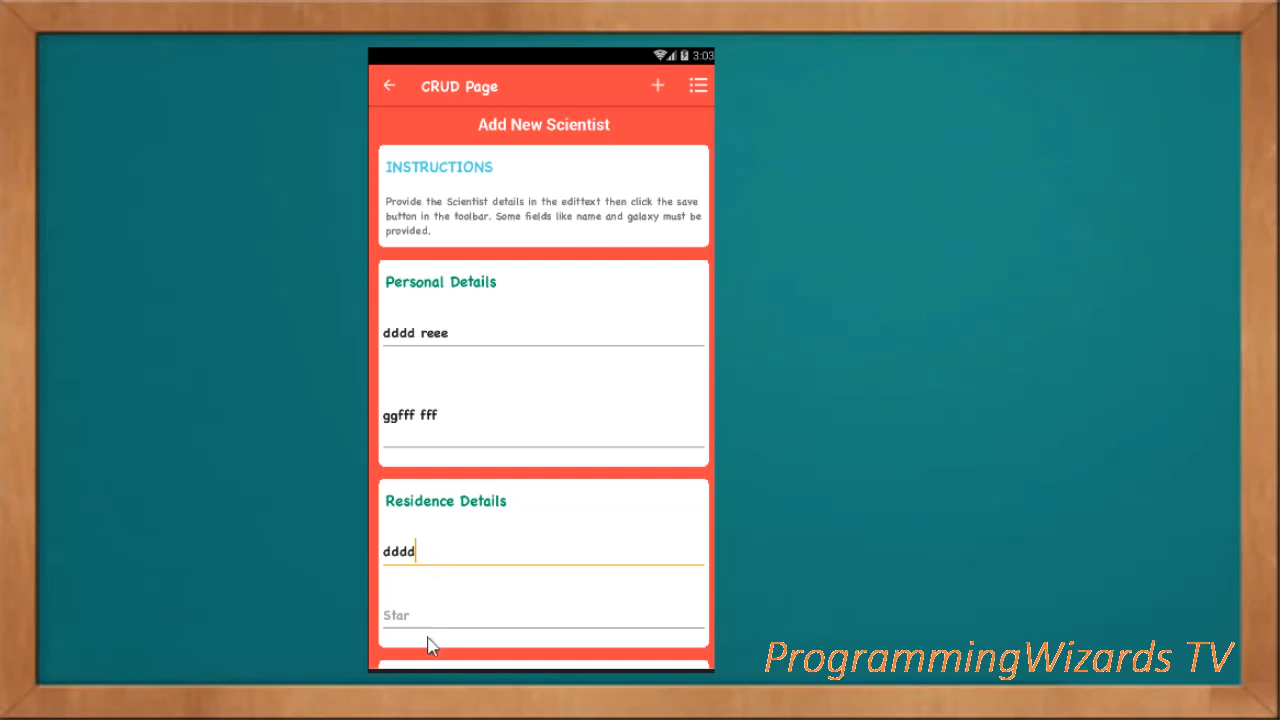 3:03
CRUD Page
Add New Scientist
INSTRUCTIONS
Provide the Scientist details in the edittext then click the save
button in the toolbar. Some fields like name and galaxy must be
provided.
Personal Details
dddd reee
ggfff fff
Residence Details
dddd
Star
ProgrammingWizards TV